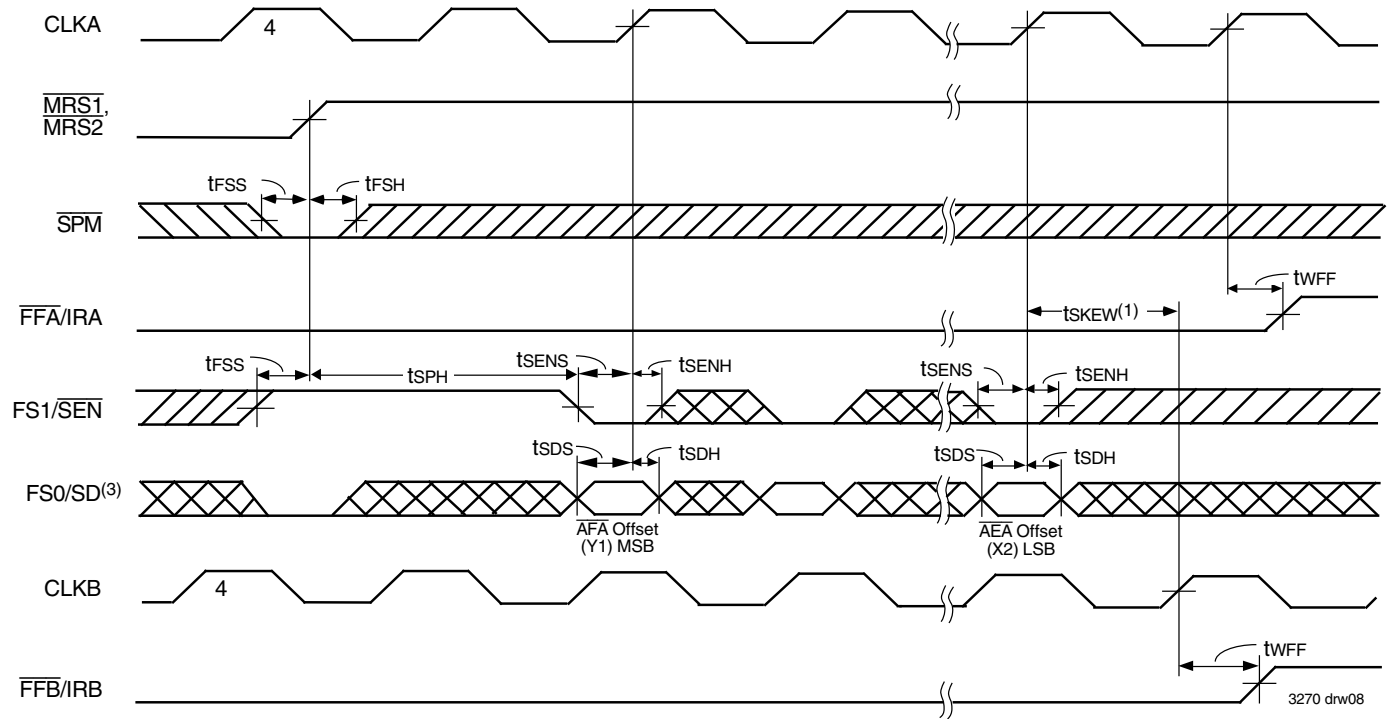 CLKA
4
MRS1,
MRS2
tFSS
tFSH
SPM
tWFF
FFA/IRA
tSKEW(1)
tFSS
tSPH
tSENS
tSENH
tSENS
tSENH
FS1/SEN
tSDS
tSDH
tSDS
tSDH
FS0/SD(3)
AFA Offset
(Y1) MSB
AEA Offset
(X2) LSB
CLKB
4
tWFF
FFB/IRB
3270 drw08